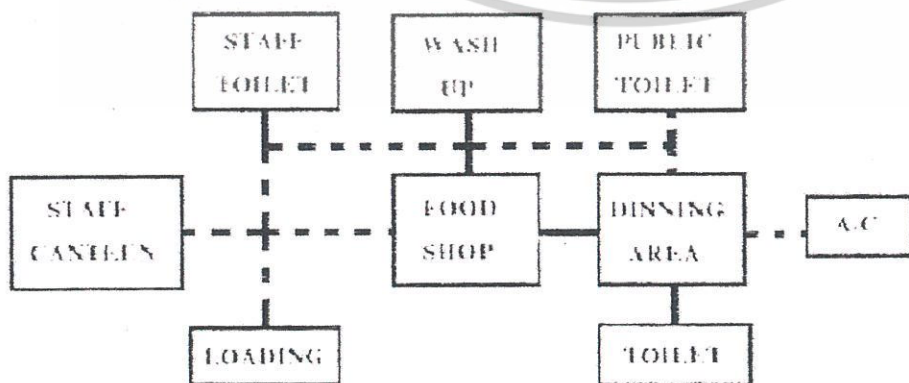 STAFF
TOILET
WASH
UP
PUBLIC
TOILET
STAFF
CANTEEN
FOOD
SHOP
DINNING
AREA
A.C
LOADING
TOILET